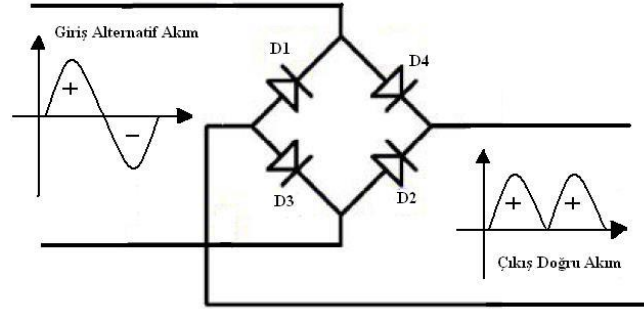 Giriş Alternatif Akım
D1
D4
+
−
D3
D2
+ +
Çıkış Doğru Akım